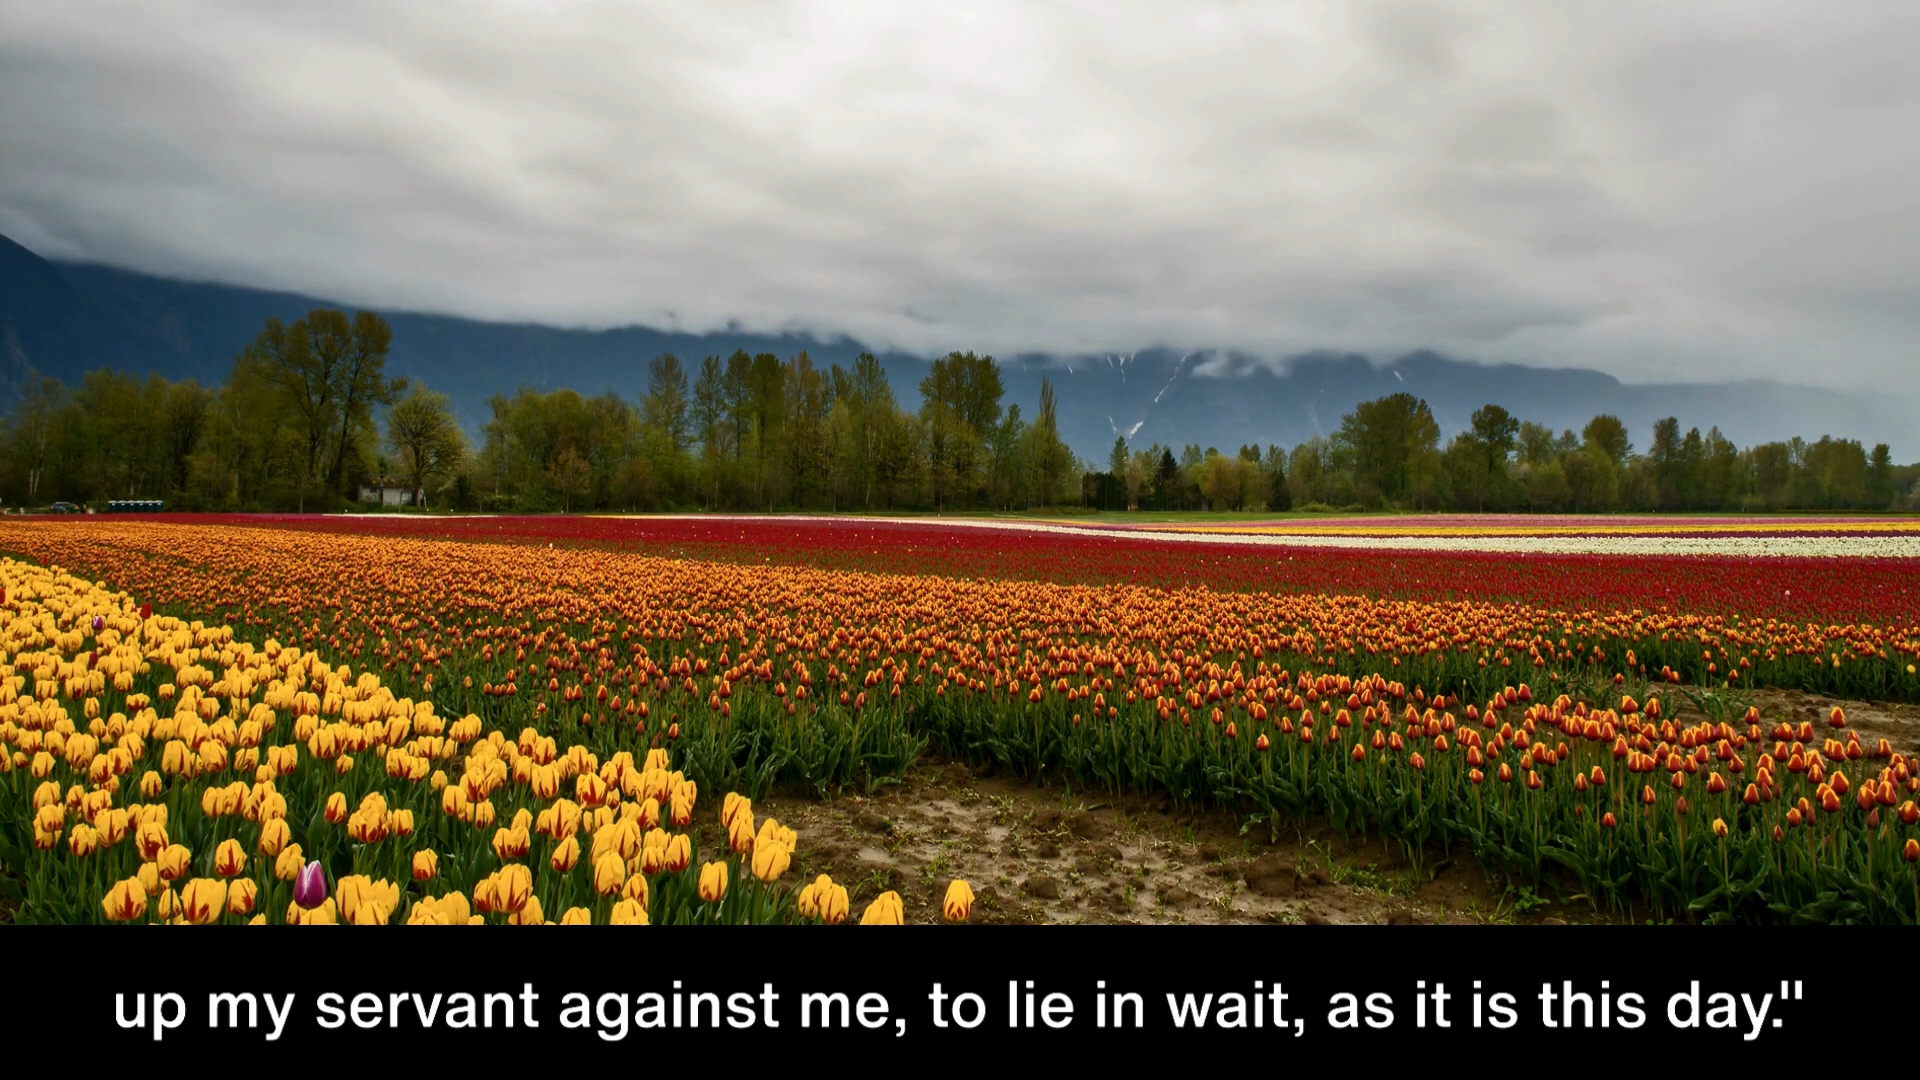 up my servant against me, to lie in wait, as it is this day."